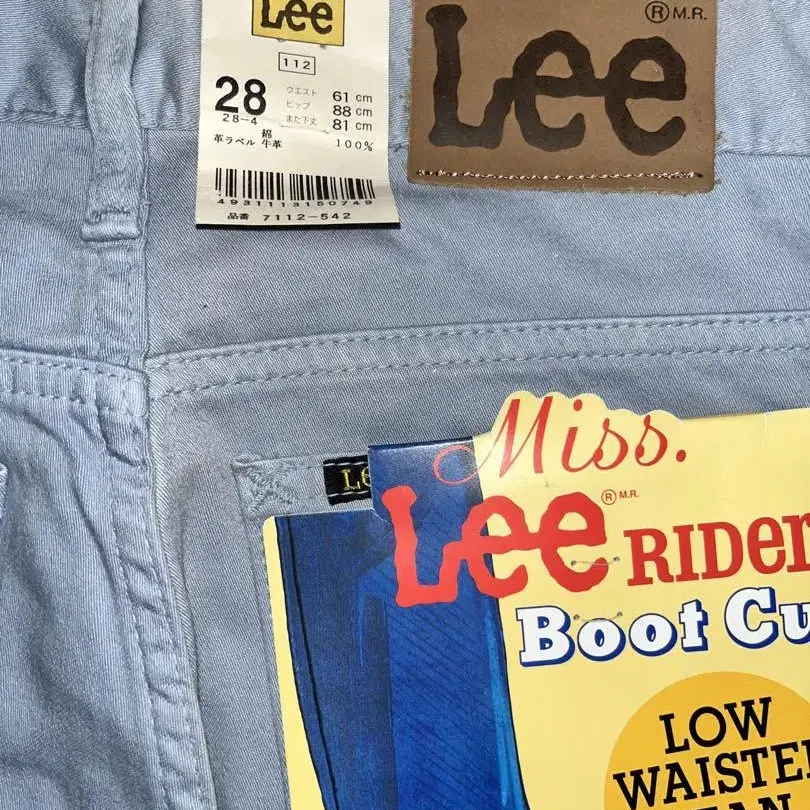 Lee
112
28
28-4
ウエスト 61 cm
ヒップ 88 cm
また下丈 81 cm
綿 100%
革ラベル 牛革
4931113150749
品番 7112-542
Lee
® M.R.
Miss.
Lee
® M.R.
RIDer
Boot Cu
LOW
WAISTE